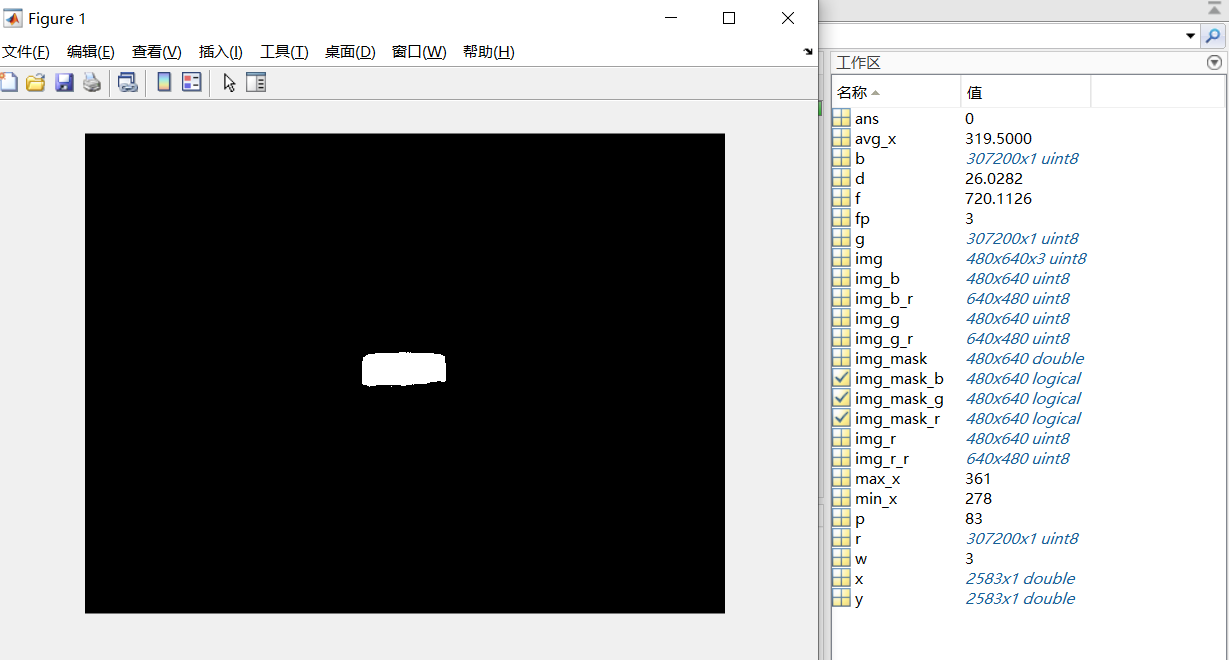 Figure 1
文件(F) 编辑(E) 查看(V) 插入(I) 工具(T) 桌面(D) 窗口(W) 帮助(H)
工作区
名称 值
ans 0
avg_x 319.5000
b 307200x1 uint8
d 26.0282
f 720.1126
fp 3
g 307200x1 uint8
img 480x640x3 uint8
img_b 480x640 uint8
img_b_r 640x480 uint8
img_g 480x640 uint8
img_g_r 640x480 uint8
img_mask 480x640 double
img_mask_b 480x640 logical
img_mask_g 480x640 logical
img_mask_r 480x640 logical
img_r 480x640 uint8
img_r_r 640x480 uint8
max_x 361
min_x 278
p 83
r 307200x1 uint8
w 3
x 2583x1 double
y 2583x1 double